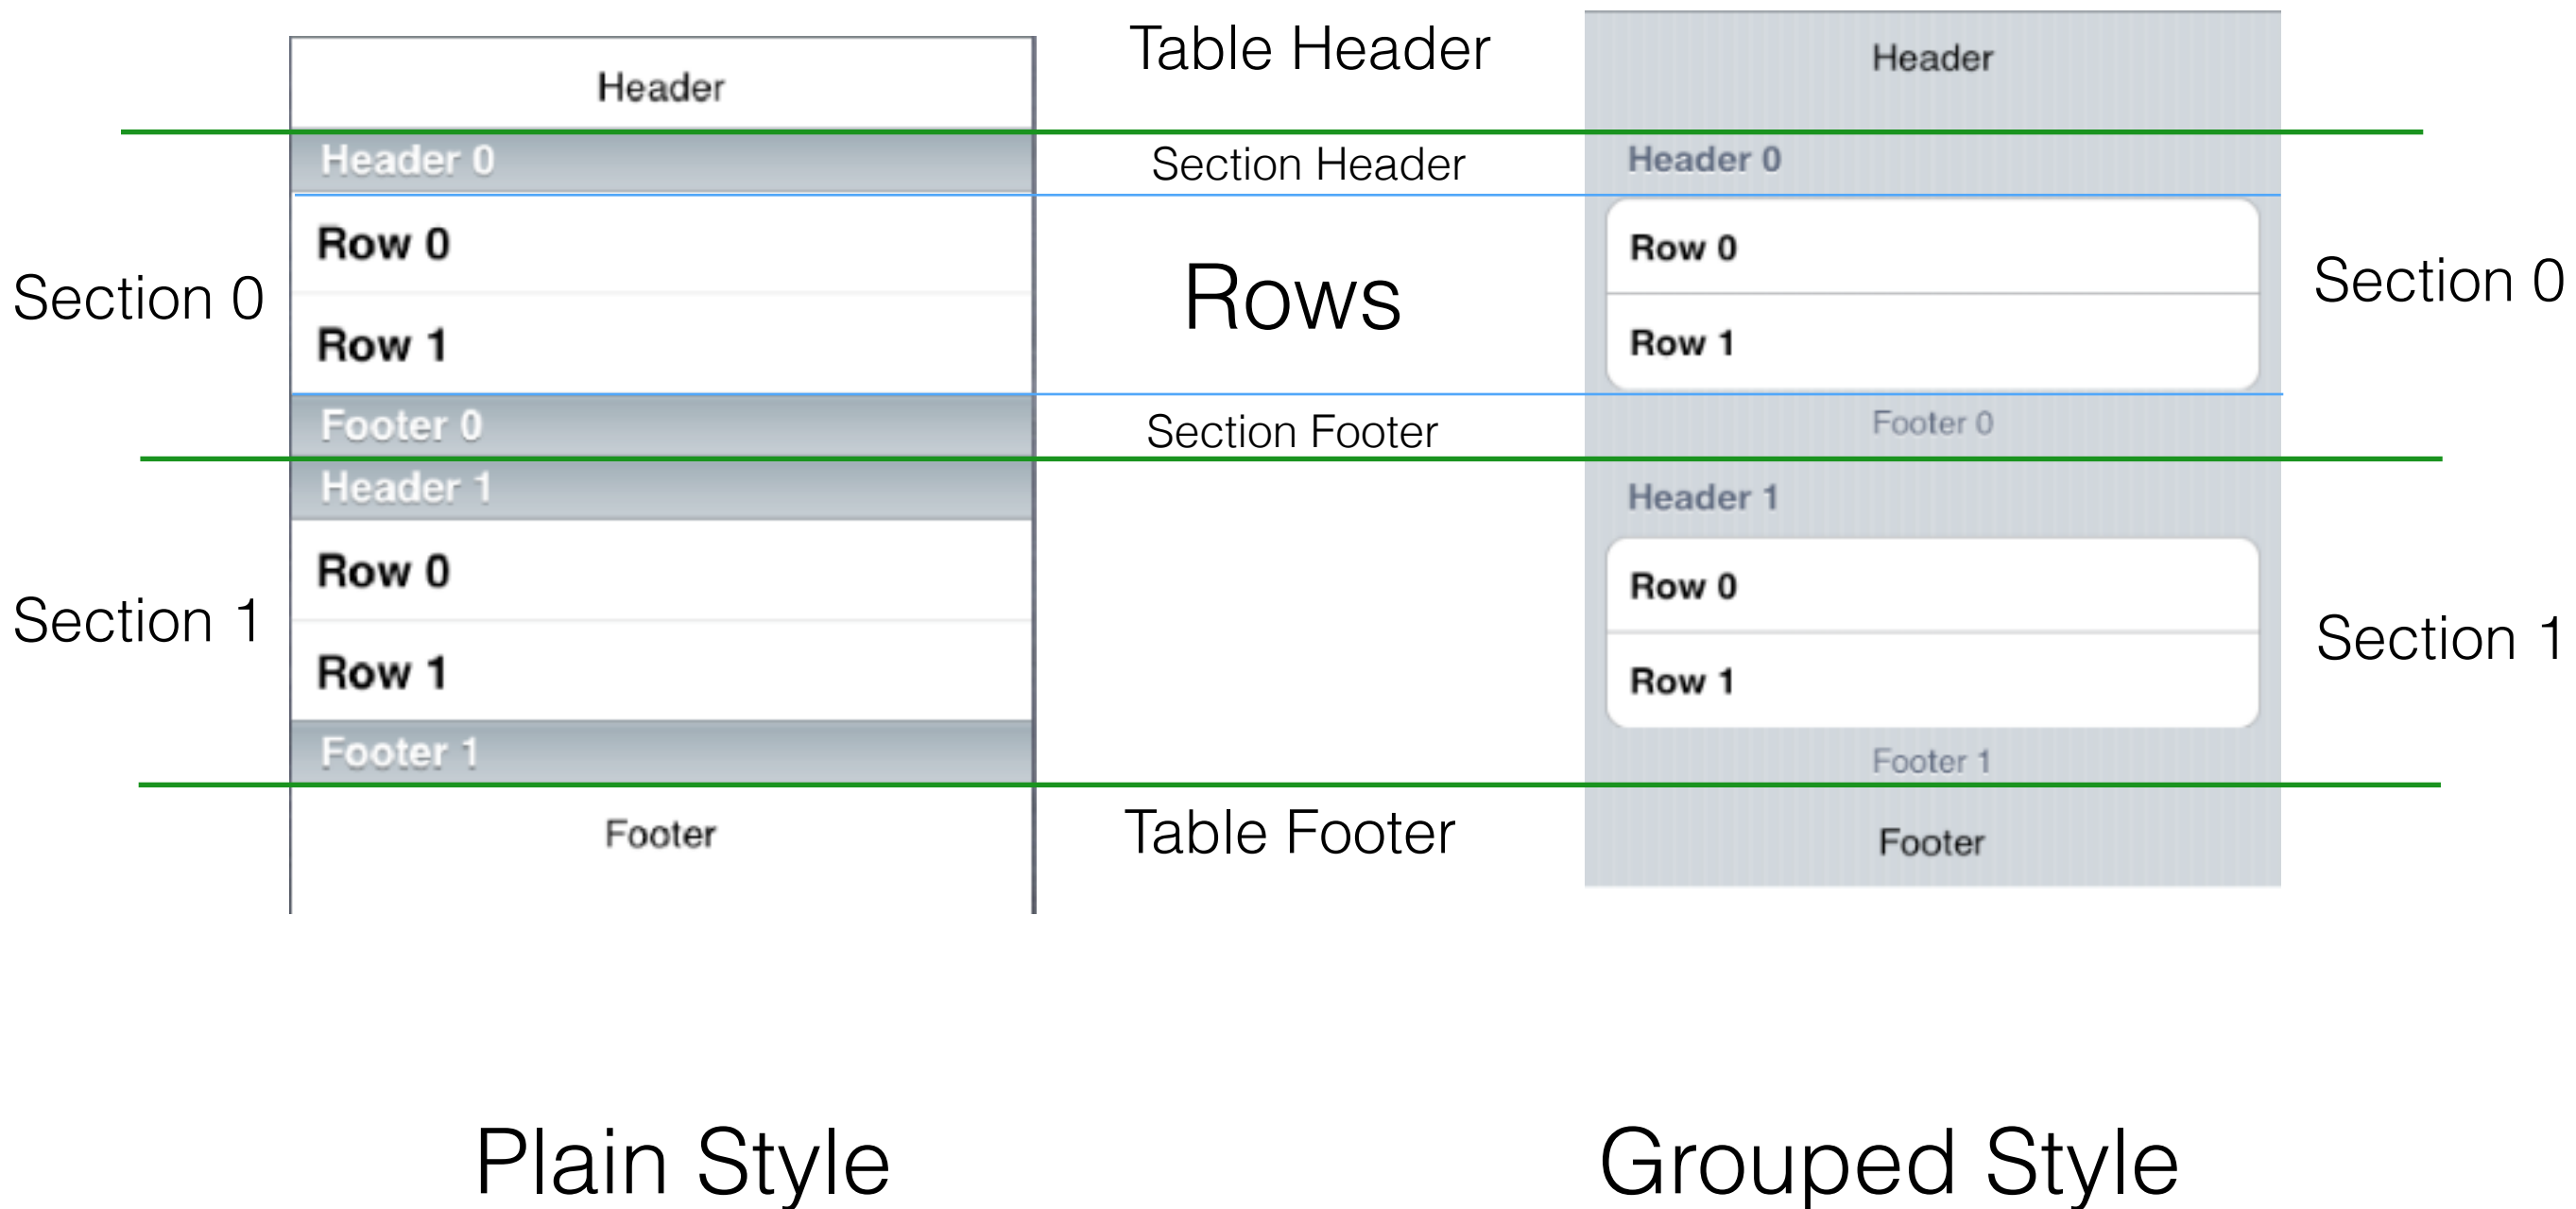 Table Header
Header
Header
Header 0
Section Header
Header 0
Section 0
Row 0
Row 1
Rows
Row 0
Row 1
Section 0
Footer 0
Section Footer
Footer 0
Header 1
Header 1
Section 1
Row 0
Row 1
Row 0
Row 1
Section 1
Footer 1
Footer 1
Footer
Table Footer
Footer
Plain Style
Grouped Style